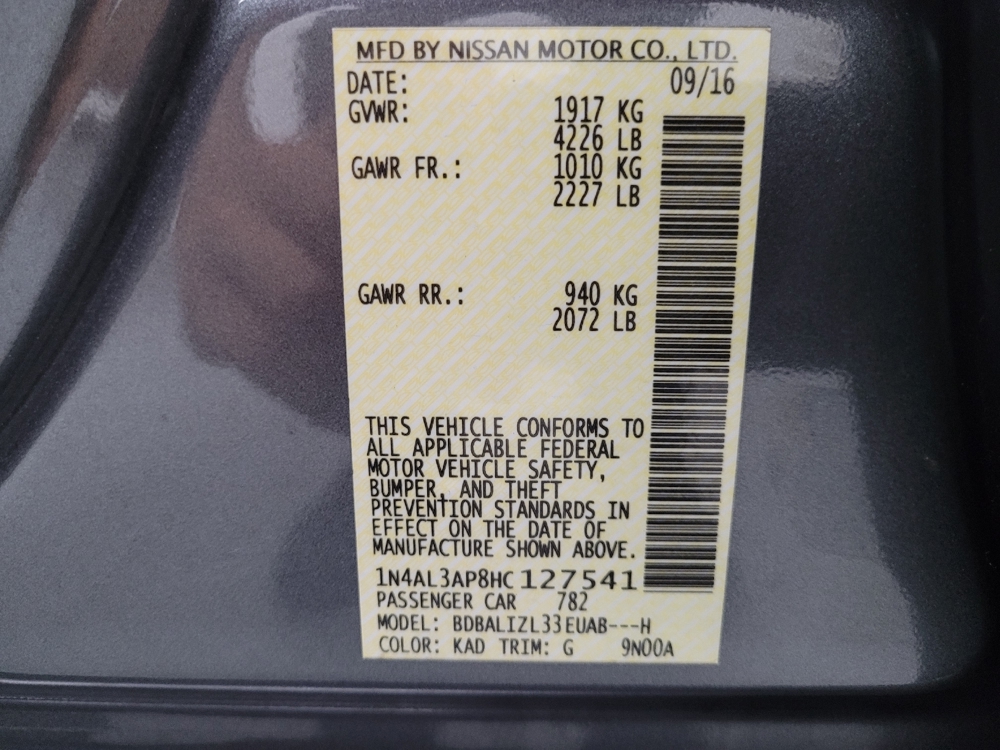 MFD BY NISSAN MOTOR CO., LTD.
DATE: 09/16
GVWR: 1917 KG
4226 LB
GAWR FR.: 1010 KG
2227 LB
GAWR RR.: 940 KG
2072 LB
THIS VEHICLE CONFORMS TO
ALL APPLICABLE FEDERAL
MOTOR VEHICLE SAFETY,
BUMPER, AND THEFT
PREVENTION STANDARDS IN
EFFECT ON THE DATE OF
MANUFACTURE SHOWN ABOVE.
1N4AL3AP8HC127541
PASSENGER CAR 782
MODEL: BDBALIZL33EUAB---H
COLOR: KAD TRIM: G 9N00A